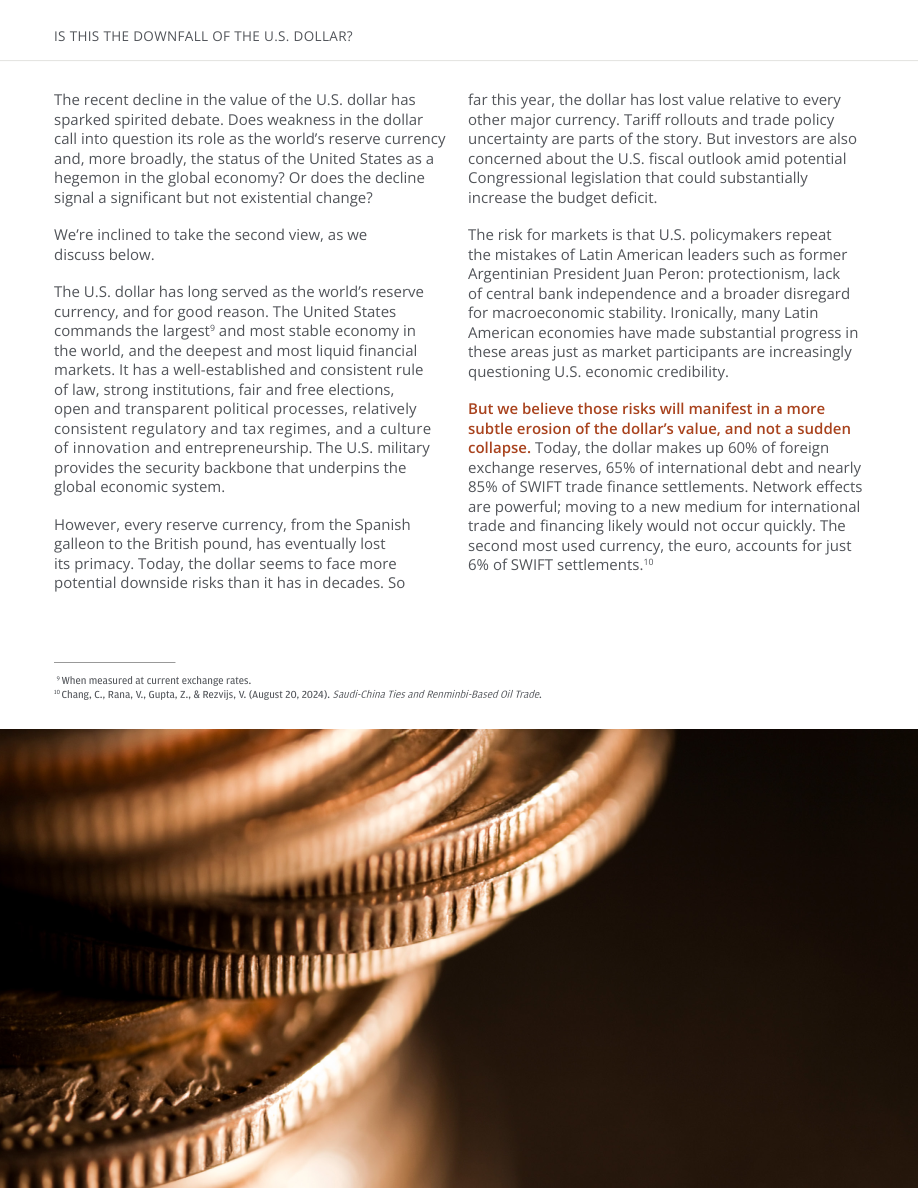 IS THIS THE DOWNFALL OF THE U.S. DOLLAR?
The recent decline in the value of the U.S. dollar has
sparked spirited debate. Does weakness in the dollar
call into question its role as the world’s reserve currency
and, more broadly, the status of the United States as a
hegemon in the global economy? Or does the decline
signal a significant but not existential change?
We’re inclined to take the second view, as we
discuss below.
The U.S. dollar has long served as the world’s reserve
currency, and for good reason. The United States
commands the largest⁹ and most stable economy in
the world, and the deepest and most liquid financial
markets. It has a well-established and consistent rule
of law, strong institutions, fair and free elections,
open and transparent political processes, relatively
consistent regulatory and tax regimes, and a culture
of innovation and entrepreneurship. The U.S. military
provides the security backbone that underpins the
global economic system.
However, every reserve currency, from the Spanish
galleon to the British pound, has eventually lost
its primacy. Today, the dollar seems to face more
potential downside risks than it has in decades. So
far this year, the dollar has lost value relative to every
other major currency. Tariff rollouts and trade policy
uncertainty are parts of the story. But investors are also
concerned about the U.S. fiscal outlook amid potential
Congressional legislation that could substantially
increase the budget deficit.
The risk for markets is that U.S. policymakers repeat
the mistakes of Latin American leaders such as former
Argentinian President Juan Peron: protectionism, lack
of central bank independence and a broader disregard
for macroeconomic stability. Ironically, many Latin
American economies have made substantial progress in
these areas just as market participants are increasingly
questioning U.S. economic credibility.
But we believe those risks will manifest in a more
subtle erosion of the dollar’s value, and not a sudden
collapse. Today, the dollar makes up 60% of foreign
exchange reserves, 65% of international debt and nearly
85% of SWIFT trade finance settlements. Network effects
are powerful; moving to a new medium for international
trade and financing likely would not occur quickly. The
second most used currency, the euro, accounts for just
6% of SWIFT settlements.¹⁰
⁹ When measured at current exchange rates.
¹⁰ Chang, C., Rana, V., Gupta, Z., & Rezvijs, V. (August 20, 2024). Saudi-China Ties and Renminbi-Based Oil Trade.